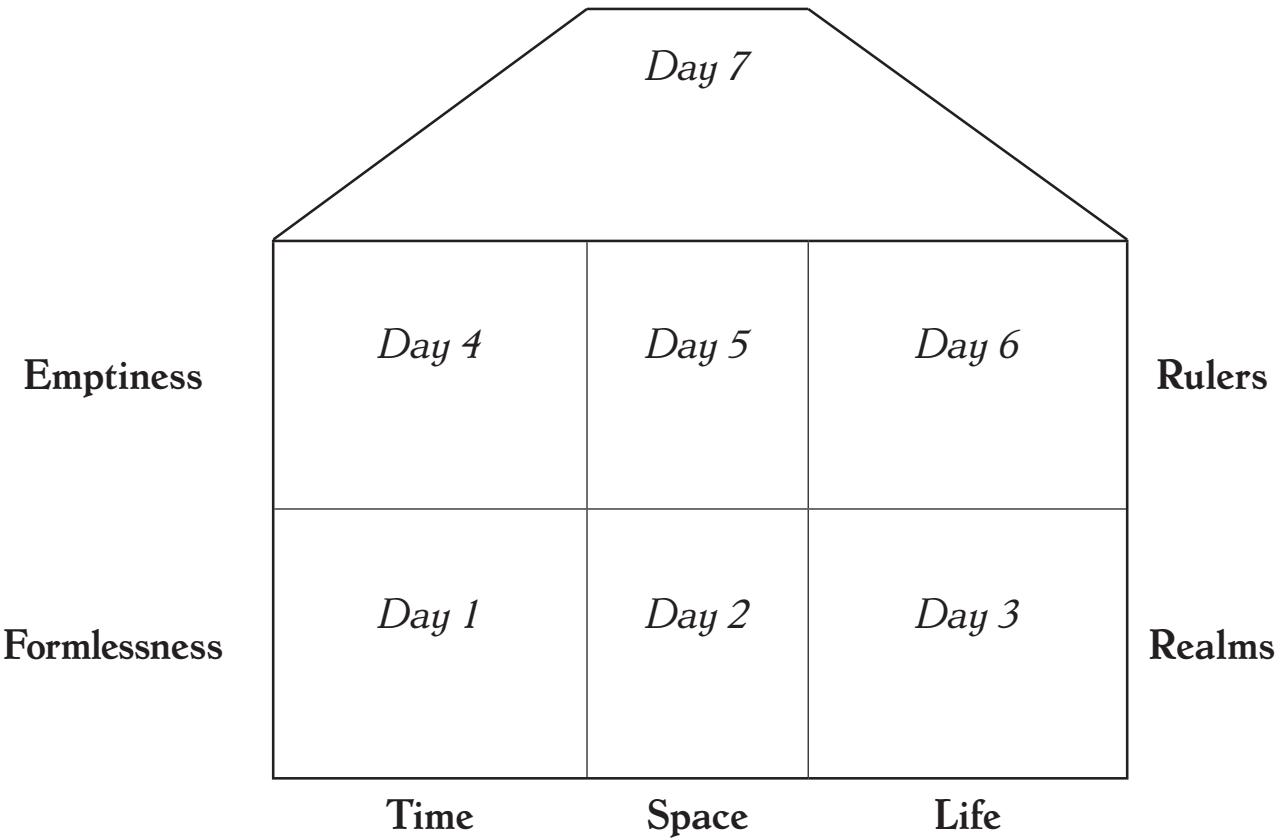 Day 7
Day 4
Day 5
Day 6
Emptiness
Rulers
Day 1
Day 2
Day 3
Formlessness
Realms
Time
Space
Life